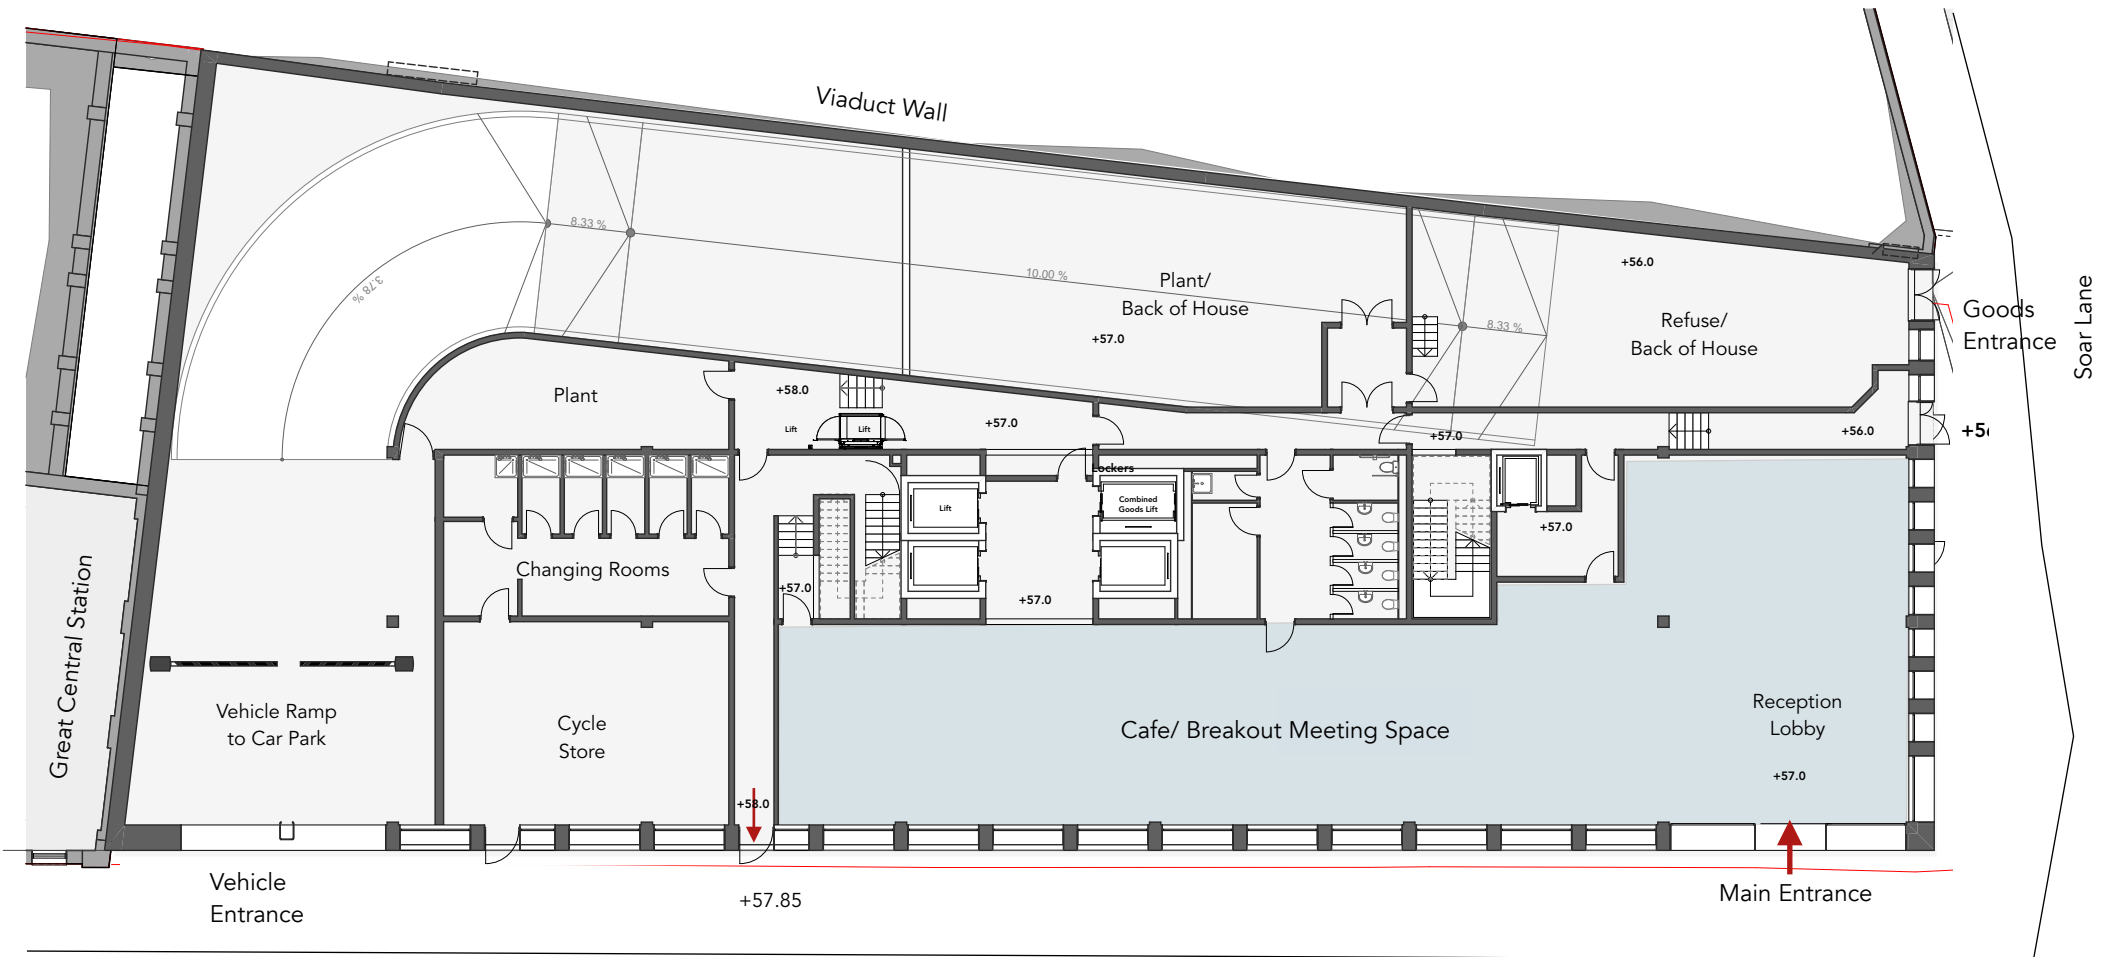 Viaduct Wall
8.33 %
3.78 %
10.00 %
Plant/
Back of House
+57.0
8.33 %
+56.0
Refuse/
Back of House
Goods
Entrance
Soar Lane
Plant
+58.0
Lift
Lift
+57.0
+57.0
+56.0
Lockers
Lift
Combined
Goods Lift
+57.0
Changing Rooms
+57.0
+57.0
Great Central Station
Vehicle Ramp
to Car Park
Cycle
Store
Cafe/ Breakout Meeting Space
Reception
Lobby
+57.0
+58.0
Vehicle
Entrance
+57.85
Main Entrance